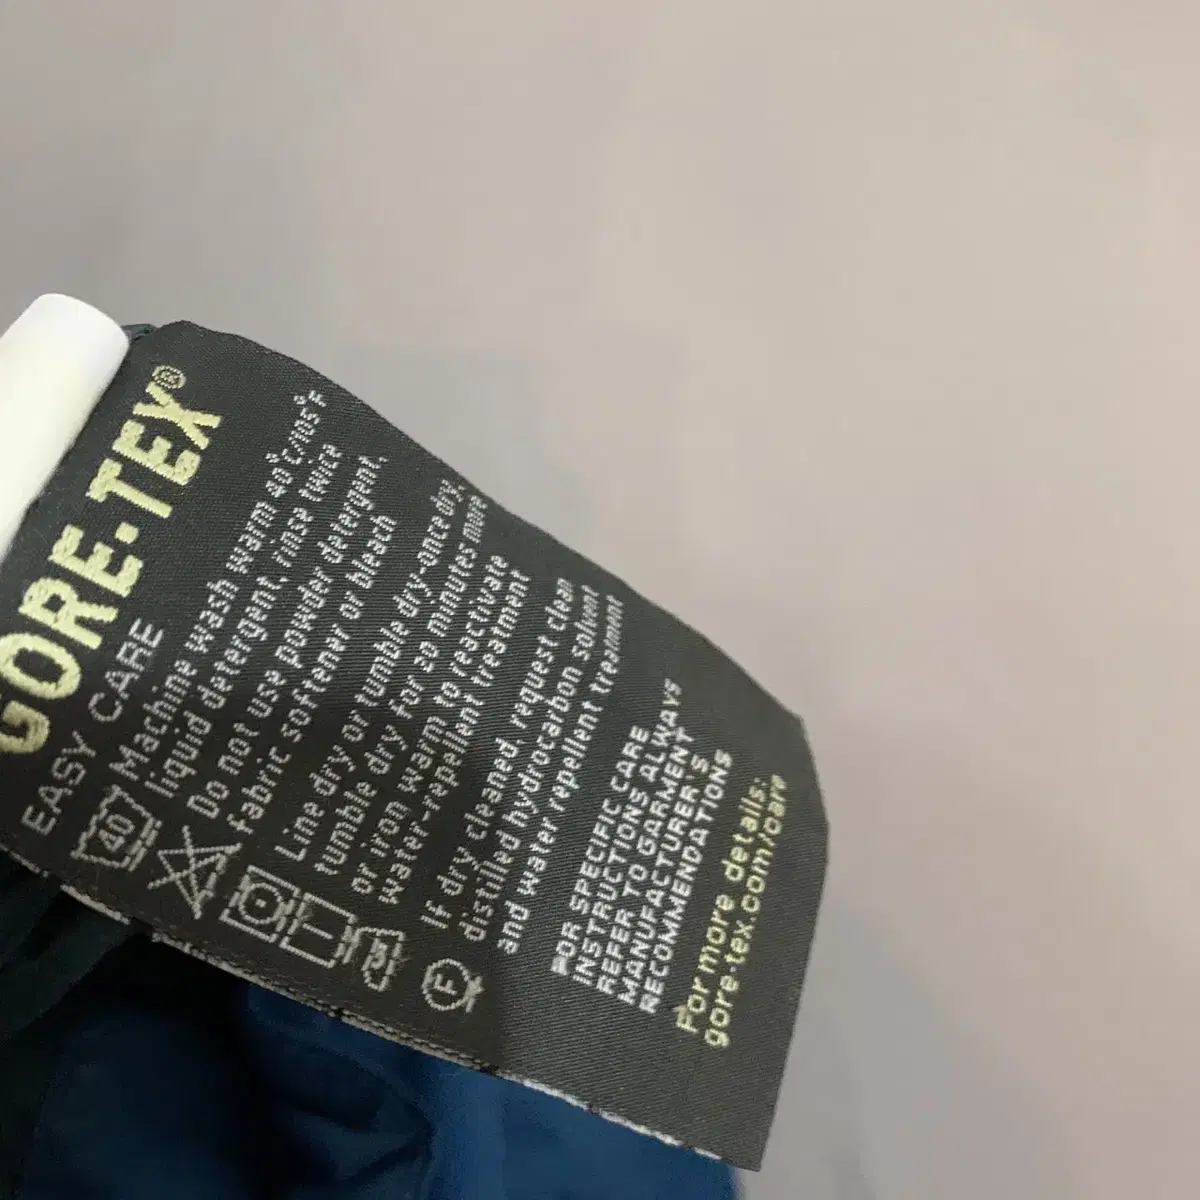 GORE-TEX®
EASY CARE
40
Machine wash warm 40°C/105°F
liquid detergent, rinse twice
Do not use powder detergent,
fabric softener or bleach
Line dry or tumble dry-once dry,
tumble dry for 20 minutes more
or iron warm to reactivate
water-repellant treatment
F
If dry cleaned, request clean
distilled hydrocarbon solvent
and water repellent treament
FOR SPECIFIC CARE
INSTRUCTIONS ALWAYS
REFER TO GARMENT
MANUFACTURER'S
RECOMMENDATIONS
For more details:
gore-tex.com/care